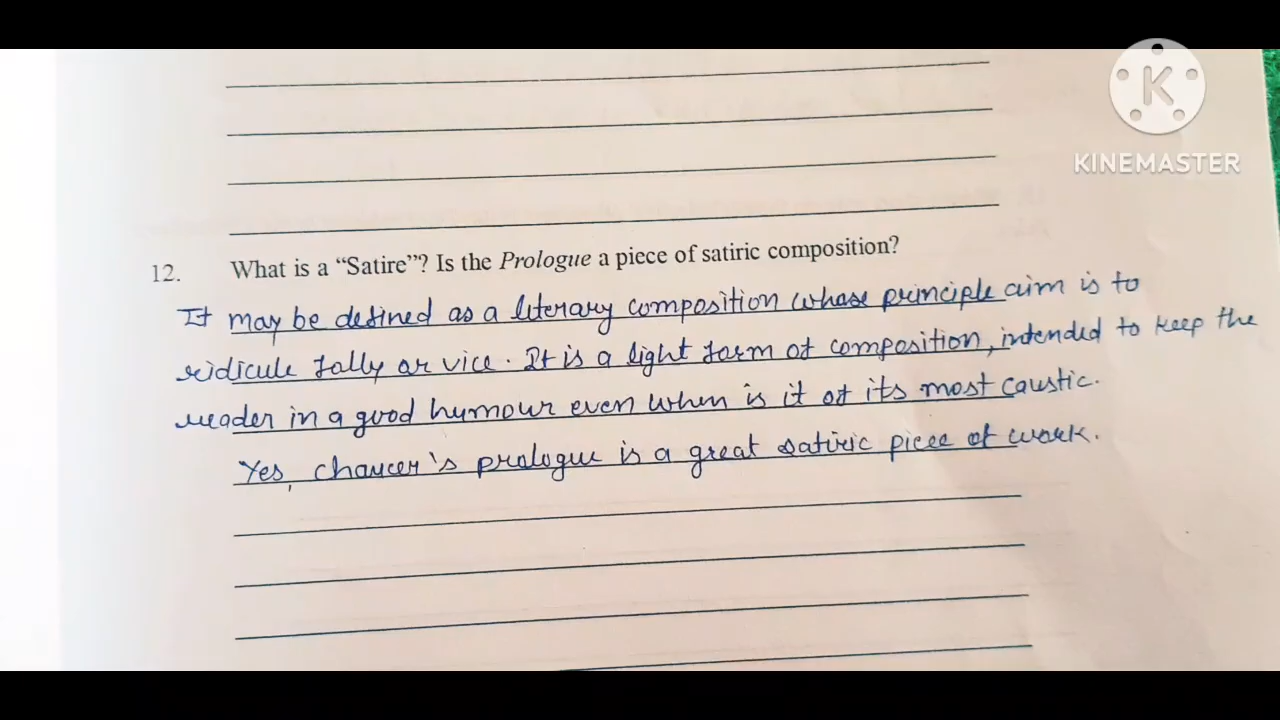 KINEMASTER
12. What is a “Satire”? Is the Prologue a piece of satiric composition?
It may be defined as a literary composition whose principle aim is to
ridicule folly or vice. It is a light form of composition, intended to keep the
reader in a good humour even when is it at its most caustic.
Yes, chaucer's prologue is a great satiric piece of work.